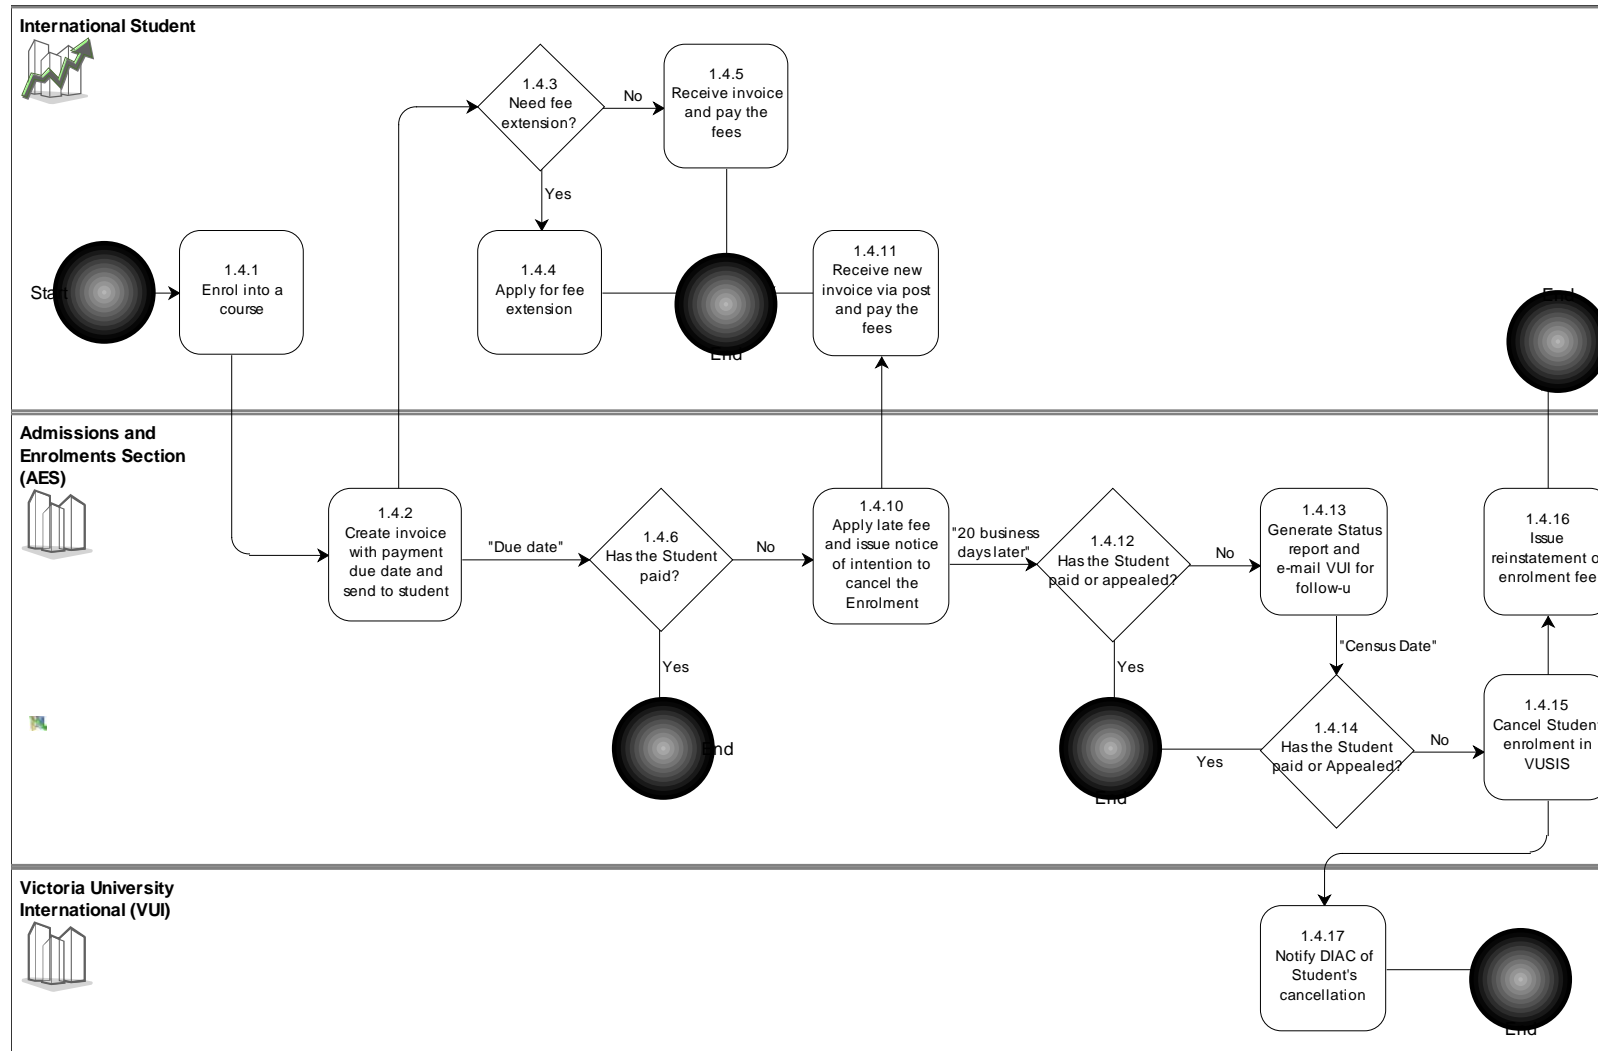 International Student
1.4.3
Need fee
extension?
No
1.4.5
Receive invoice
and pay the
fees
Yes
Start
1.4.1
Enrol into a
course
1.4.4
Apply for fee
extension
End
1.4.11
Receive new
invoice via post
and pay the
fees
End
Admissions and
Enrolments Section
(AES)
1.4.2
Create invoice
with payment
due date and
send to student
"Due date"
1.4.6
Has the Student
paid?
No
Yes
End
1.4.10
Apply late fee
and issue notice
of intention to
cancel the
Enrolment
"20 business
days later"
1.4.12
Has the Student
paid or appealed?
No
Yes
End
1.4.13
Generate Status
report and
e-mail VUI for
follow-u
"Census Date"
1.4.14
Has the Student
paid or Appealed?
Yes
No
1.4.16
Issue
reinstatement o
enrolment fee
1.4.15
Cancel Studen
enrolment in
VUSIS
Victoria University
International (VUI)
1.4.17
Notify DIAC of
Student's
cancellation
End